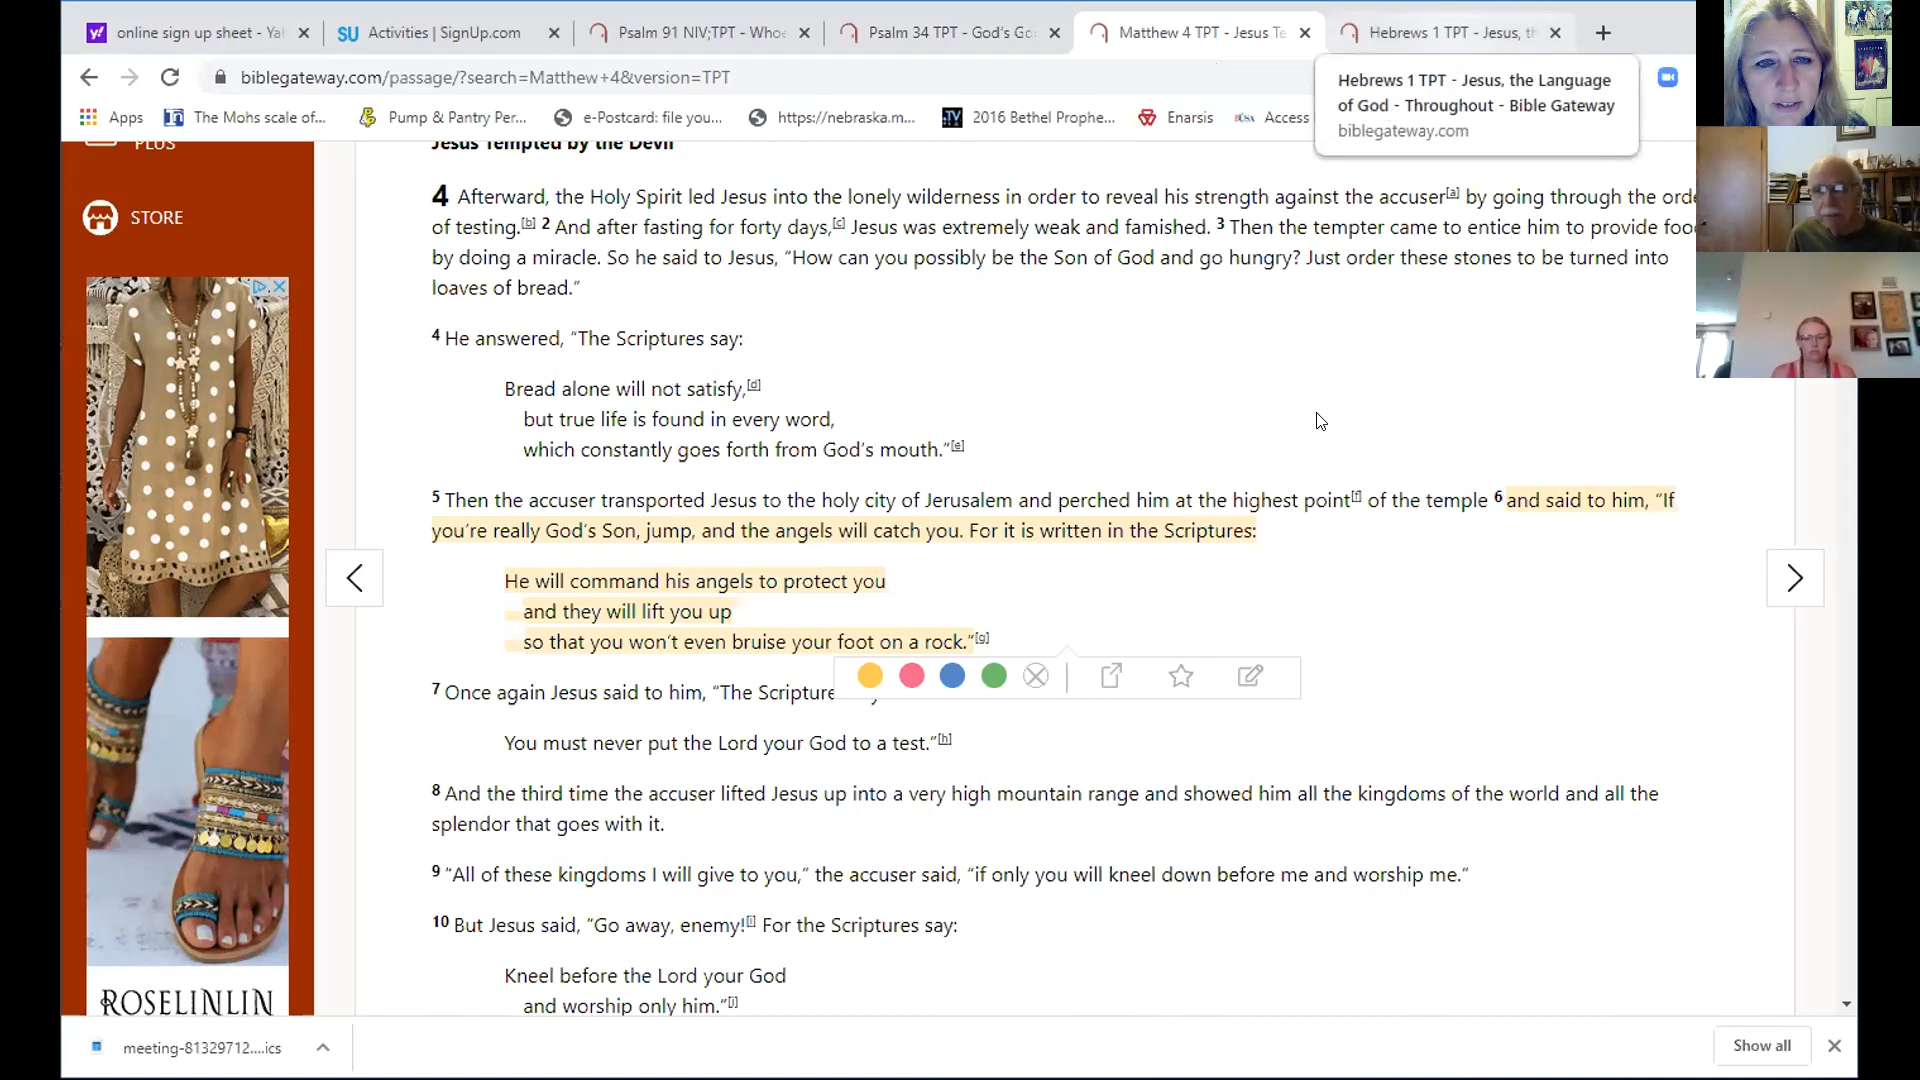 online sign up sheet - Ya
Activities | SignUp.com
Psalm 91 NIV;TPT - Who
Psalm 34 TPT - God's Go
Matthew 4 TPT - Jesus Te
Hebrews 1 TPT - Jesus, th
biblegateway.com/passage/?search=Matthew+4&version=TPT
Hebrews 1 TPT - Jesus, the Language
of God - Throughout - Bible Gateway
biblegateway.com
Apps
The Mohs scale of...
Pump & Pantry Per...
e-Postcard: file you...
https://nebraska.m...
2016 Bethel Prophe...
Enarsis
Access
PLUS
STORE
Jesus Tempted by the Devil
4 Afterward, the Holy Spirit led Jesus into the lonely wilderness in order to reveal his strength against the accuser[a] by going through the orde
of testing.[b] 2 And after fasting for forty days,[c] Jesus was extremely weak and famished. 3 Then the tempter came to entice him to provide foo
by doing a miracle. So he said to Jesus, “How can you possibly be the Son of God and go hungry? Just order these stones to be turned into
loaves of bread.”
4 He answered, “The Scriptures say:
Bread alone will not satisfy,[d]
but true life is found in every word,
which constantly goes forth from God’s mouth.”[e]
5 Then the accuser transported Jesus to the holy city of Jerusalem and perched him at the highest point[f] of the temple 6 and said to him, “If
you’re really God’s Son, jump, and the angels will catch you. For it is written in the Scriptures:
He will command his angels to protect you
and they will lift you up
so that you won’t even bruise your foot on a rock.”[g]
7 Once again Jesus said to him, “The Scripture
You must never put the Lord your God to a test.”[h]
8 And the third time the accuser lifted Jesus up into a very high mountain range and showed him all the kingdoms of the world and all the
splendor that goes with it.
9 “All of these kingdoms I will give to you,” the accuser said, “if only you will kneel down before me and worship me.”
10 But Jesus said, “Go away, enemy![i] For the Scriptures say:
Kneel before the Lord your God
and worship only him.”[j]
ROSELINLIN
meeting-81329712....ics
Show all